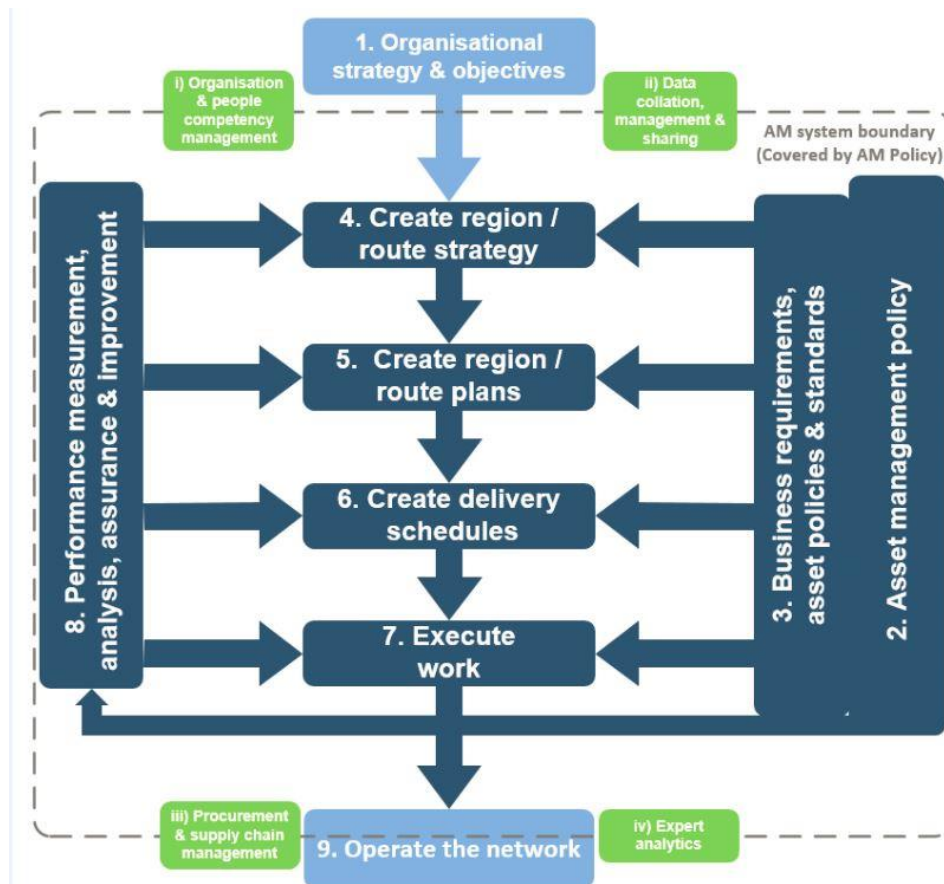 1. Organisational
strategy & objectives
i) Organisation
& people
competency
management
ii) Data
collation,
management &
sharing
AM system boundary
(Covered by AM Policy)
4. Create region /
route strategy
5. Create region /
route plans
6. Create delivery
schedules
7. Execute
work
8. Performance measurement,
analysis, assurance & improvement
3. Business requirements,
asset policies & standards
2. Asset management policy
iii) Procurement
& supply chain
management
iv) Expert
analytics
9. Operate the network